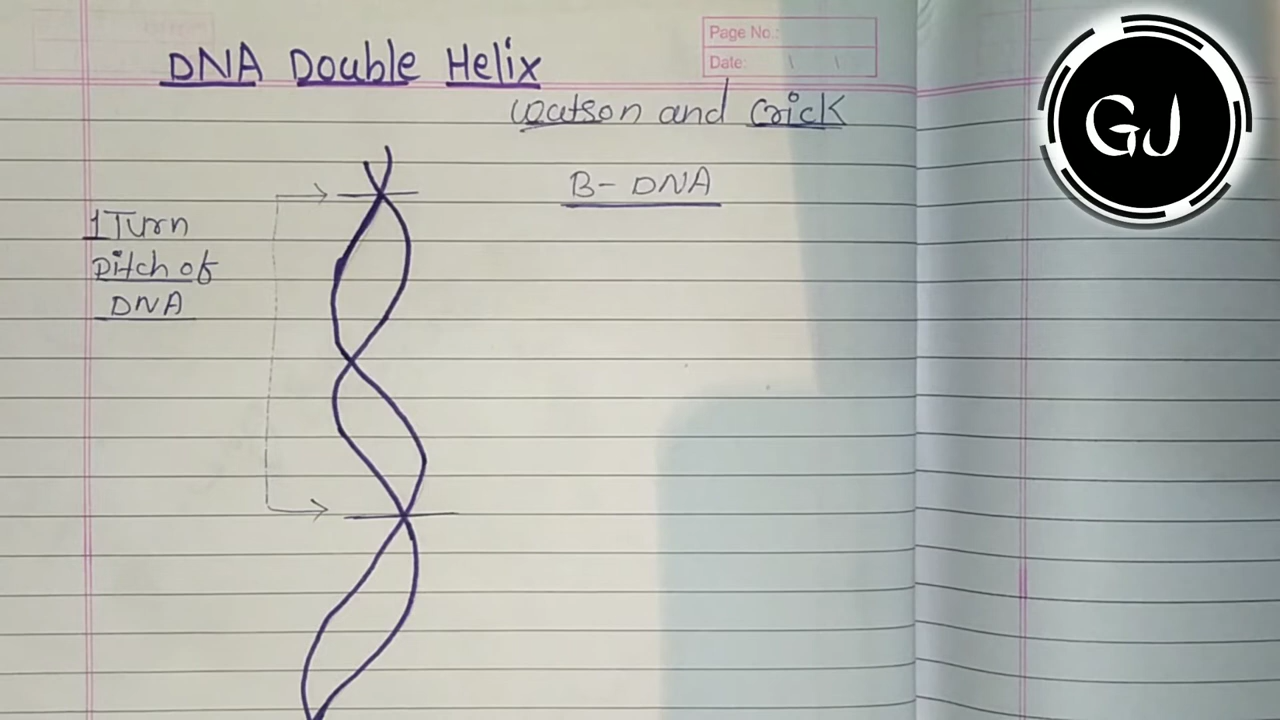 Page No.:
DNA Double Helix
Date:
Watson and Crick
B- DNA
1 Turn
Pitch of
DNA
GJ